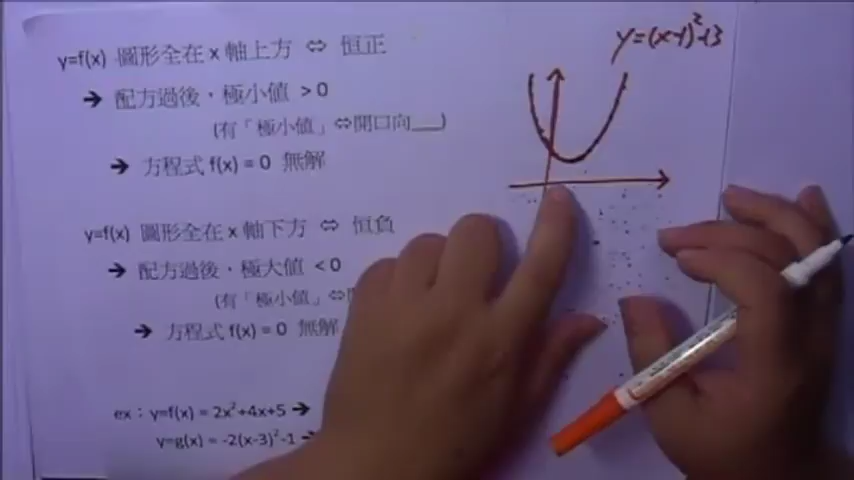 y=f(x) 圖形全在 x 軸上方 ⇔ 恒正
➔ 配方過後，極小值 > 0
(有「極小值」⇔開口向___)
➔ 方程式 f(x) = 0 無解
y=f(x) 圖形全在 x 軸下方 ⇔ 恒負
➔ 配方過後，極大值 < 0
(有「極小值」⇔
➔ 方程式 f(x) = 0 無解
ex：y=f(x) = 2x²+4x+5 ➔
y=g(x) = -2(x-3)²-1 ➔
y=(x-1)²+3